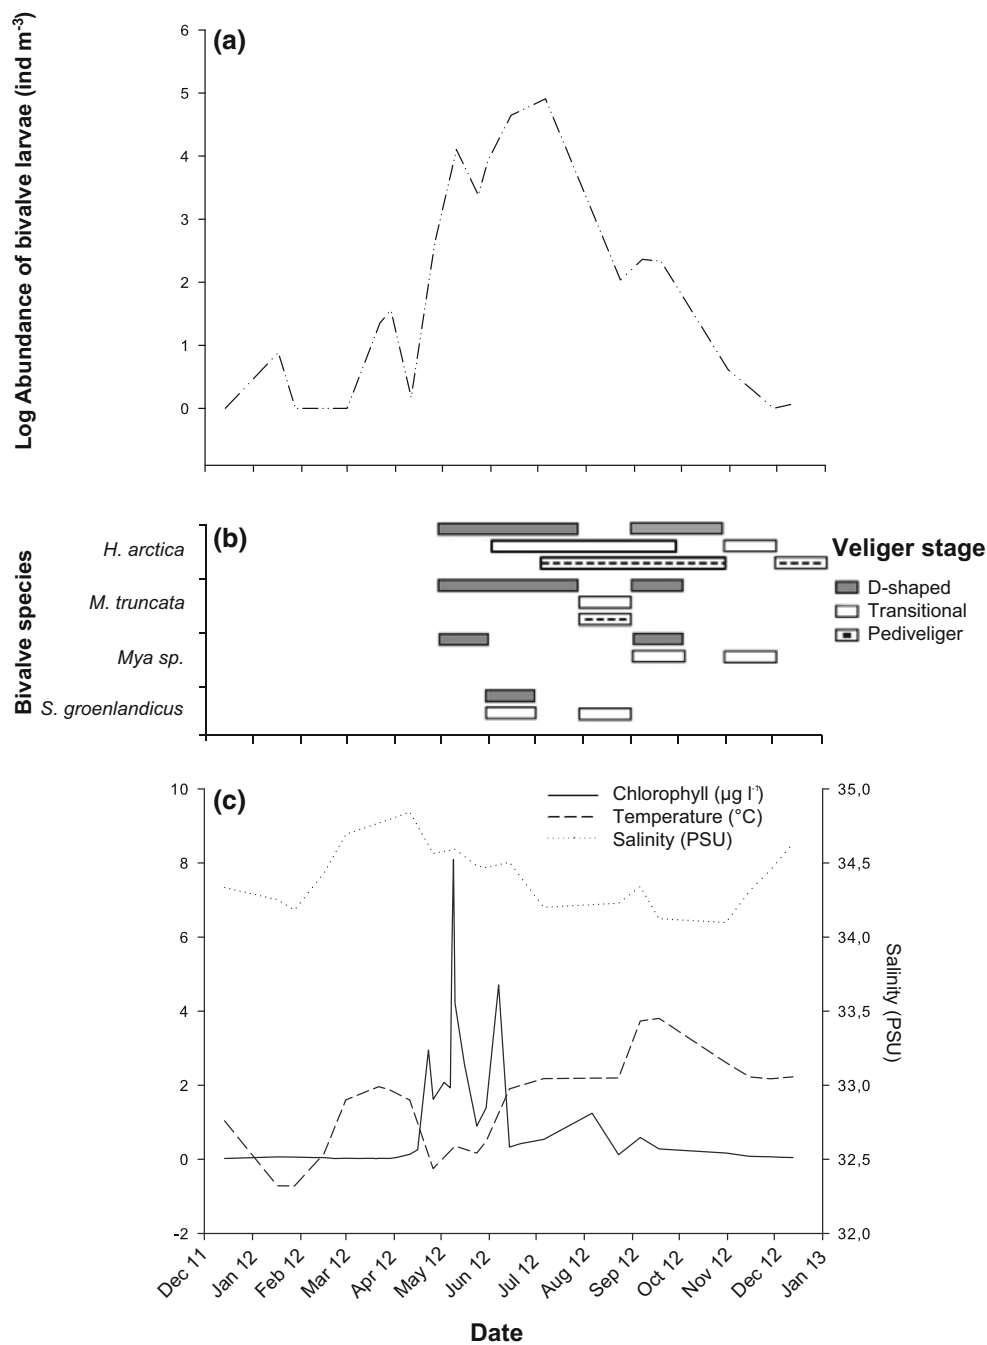 (a)
Log Abundance of bivalve larvae (ind m⁻³)
6
5
4
3
2
1
0
(b)
Bivalve species
H. arctica
M. truncata
Mya sp.
S. groenlandicus
Veliger stage
D-shaped
Transitional
Pediveliger
(c)
Chlorophyll (µg l⁻¹)
Temperature (°C)
Salinity (PSU)
10
8
6
4
2
0
-2
35,0
34,5
34,0
33,5
33,0
32,5
32,0
Salinity (PSU)
Dec 11
Jan 12
Feb 12
Mar 12
Apr 12
May 12
Jun 12
Jul 12
Aug 12
Sep 12
Oct 12
Nov 12
Dec 12
Jan 13
Date